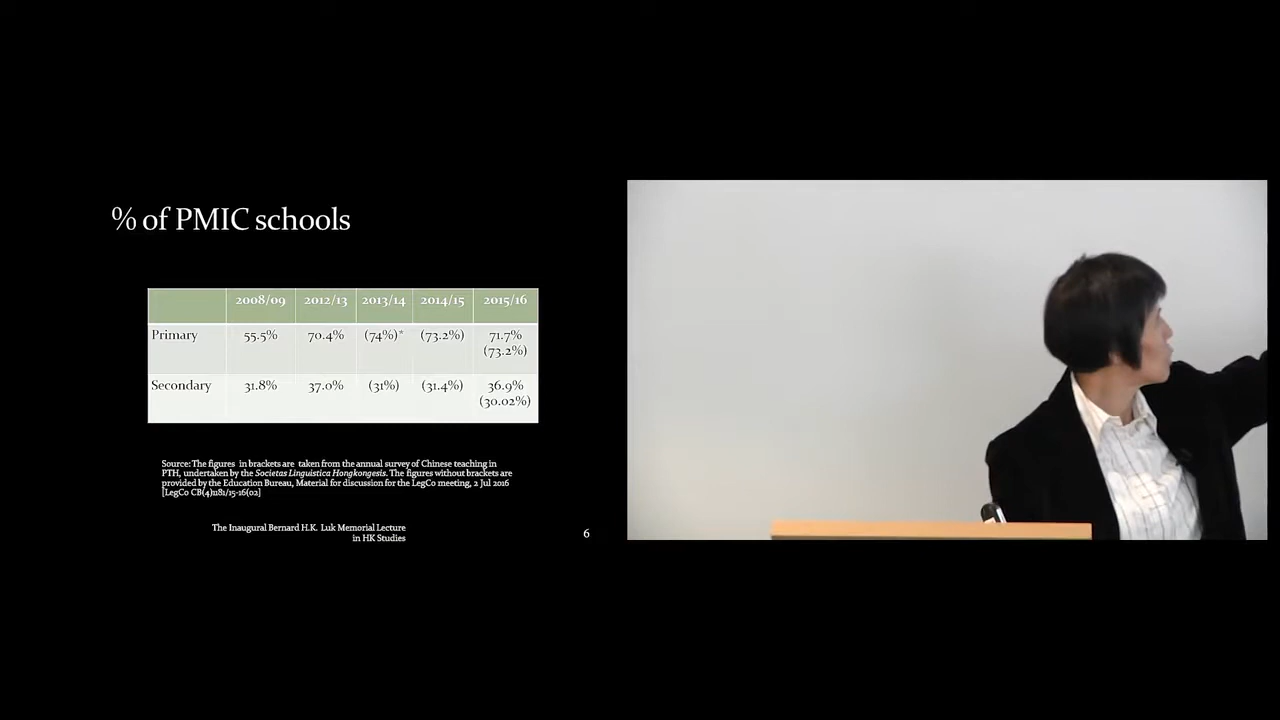 % of PMIC schools
2008/09 2012/13 2013/14 2014/15 2015/16
Primary 55.5% 70.4% (74%)* (73.2%) 71.7%
(73.2%)
Secondary 31.8% 37.0% (31%) (31.4%) 36.9%
(30.02%)
Source: The figures in brackets are taken from the annual survey of Chinese teaching in
PTH, undertaken by the Societas Linguistica Hongkongesis. The figures without brackets are
provided by the Education Bureau, Material for discussion for the LegCo meeting, 2 Jul 2016
[LegCo CB(4)1181/15-16(02]
The Inaugural Bernard H.K. Luk Memorial Lecture
in HK Studies
6